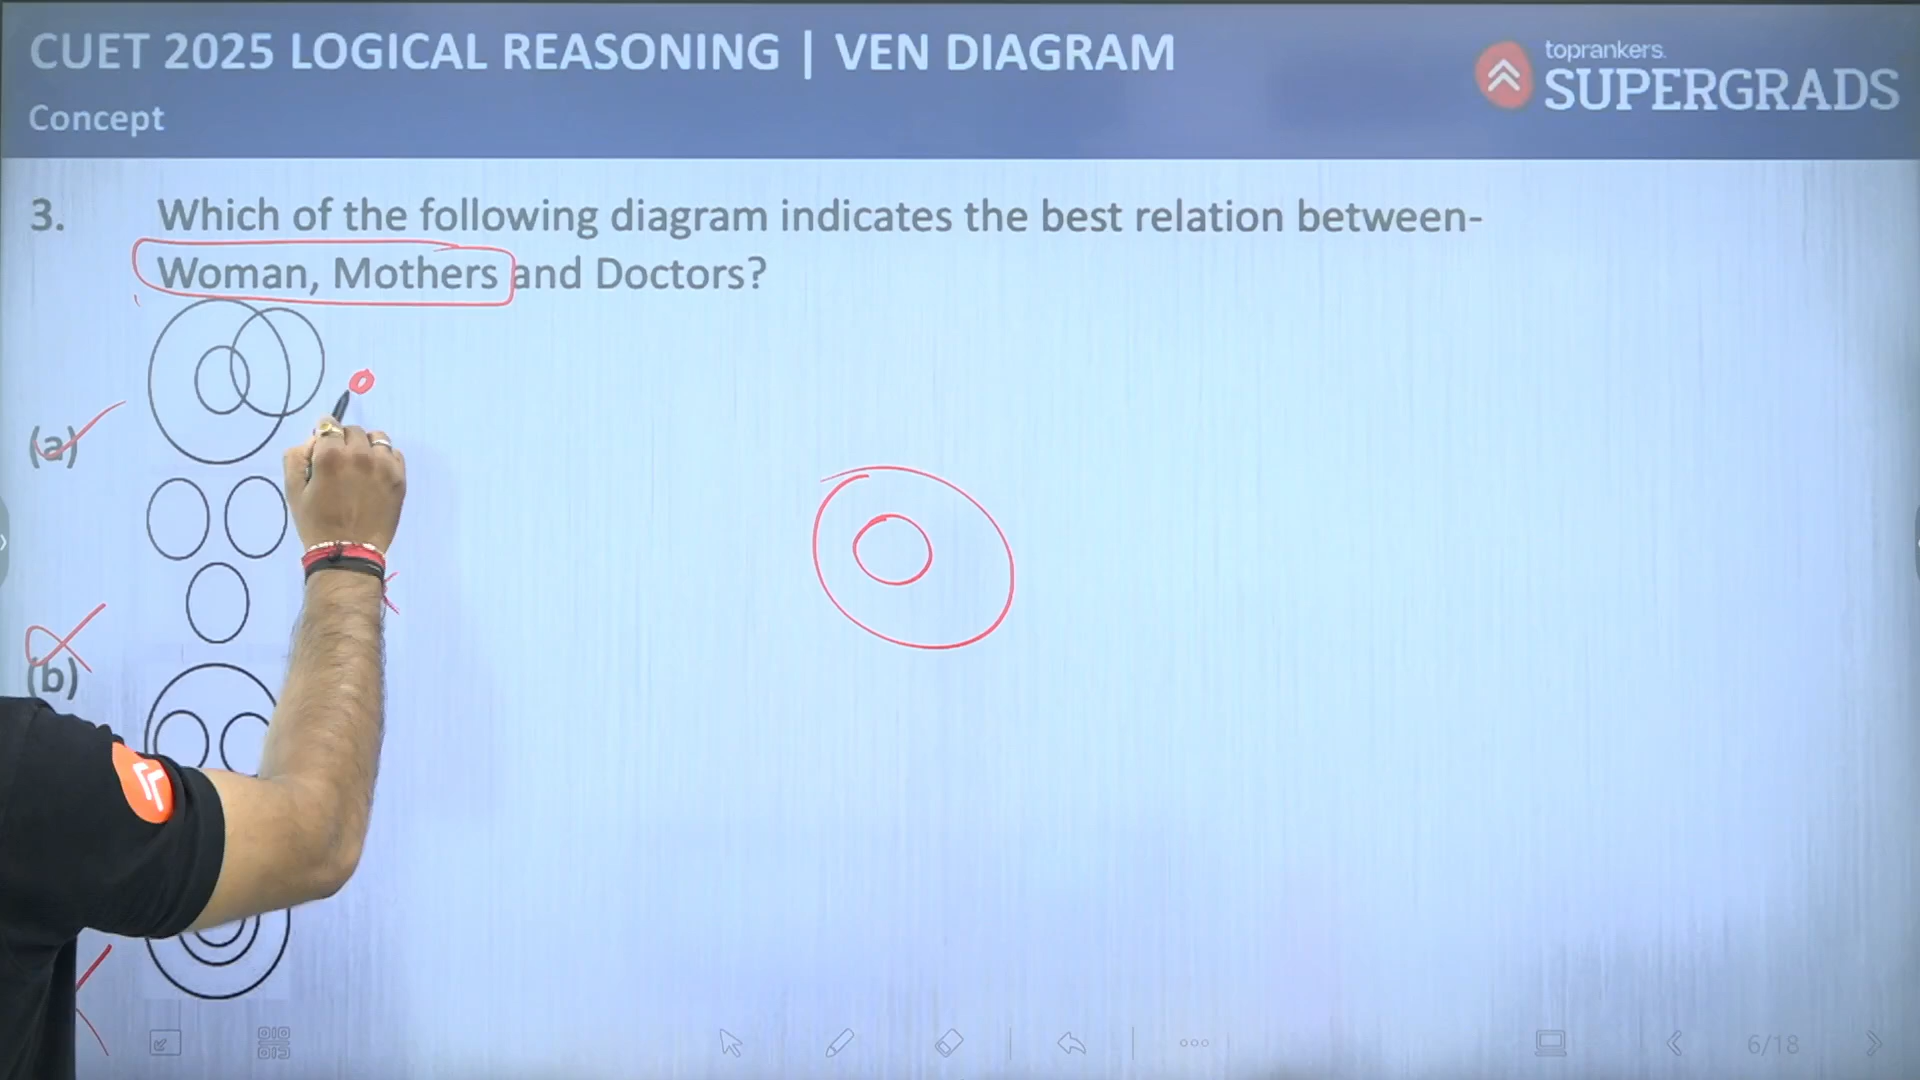 CUET 2025 LOGICAL REASONING | VEN DIAGRAM
Concept
toprankers.
SUPERGRADS
3. Which of the following diagram indicates the best relation between-
Woman, Mothers and Doctors?
(a)
(b)
6/18